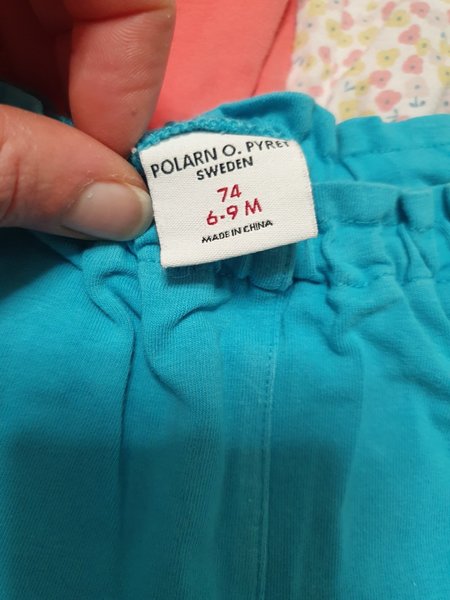 POLARN O. PYRET
SWEDEN
74
6-9 M
MADE IN CHINA